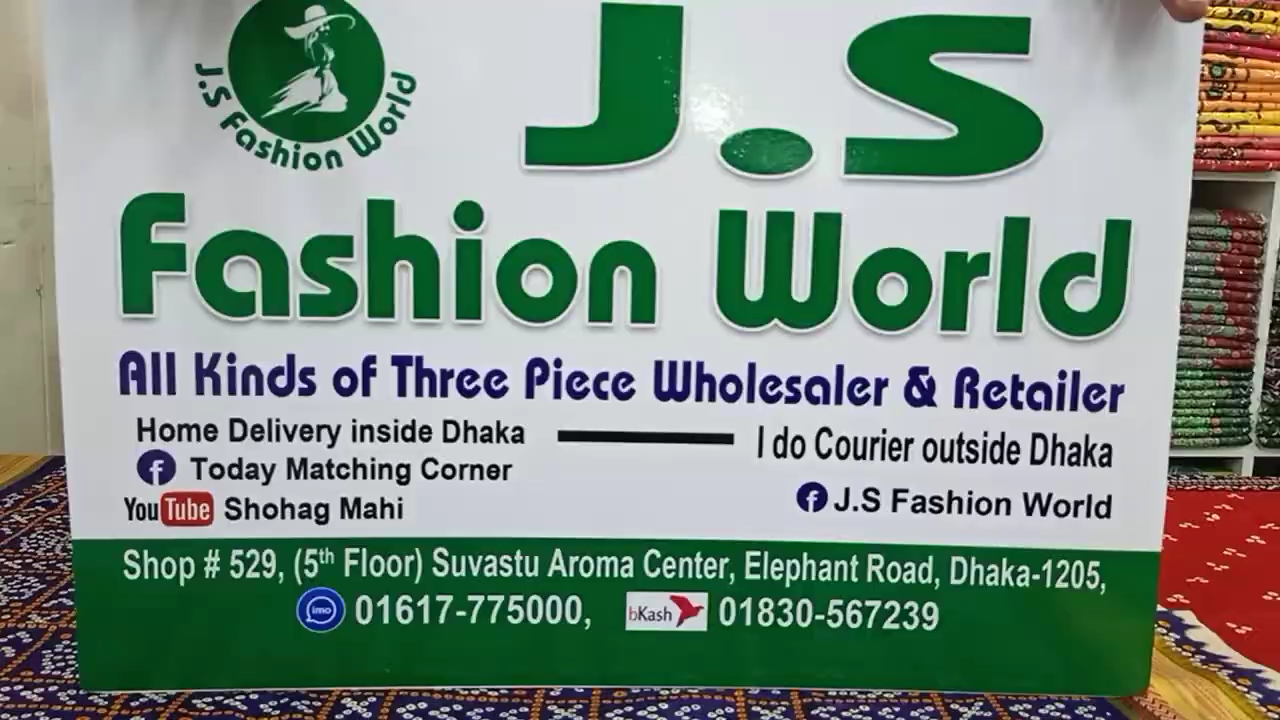 J.S Fashion World
J.S
Fashion World
All Kinds of Three Piece Wholesaler & Retailer
Home Delivery inside Dhaka
I do Courier outside Dhaka
Today Matching Corner
J.S Fashion World
YouTube Shohag Mahi
Shop # 529, (5th Floor) Suvastu Aroma Center, Elephant Road, Dhaka-1205,
imo 01617-775000, bKash 01830-567239